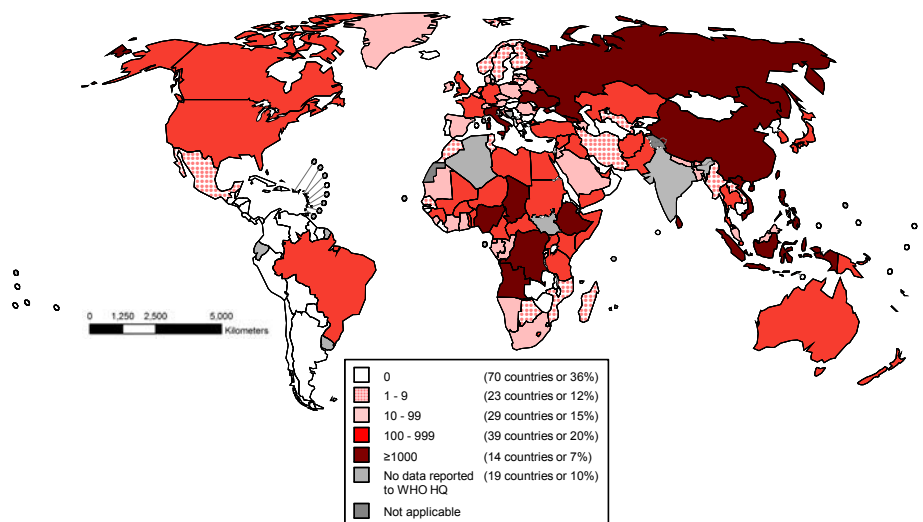 0 1,250 2,500 5,000
Kilometers
0 (70 countries or 36%)
1 - 9 (23 countries or 12%)
10 - 99 (29 countries or 15%)
100 - 999 (39 countries or 20%)
≥1000 (14 countries or 7%)
No data reported (19 countries or 10%)
to WHO HQ
Not applicable